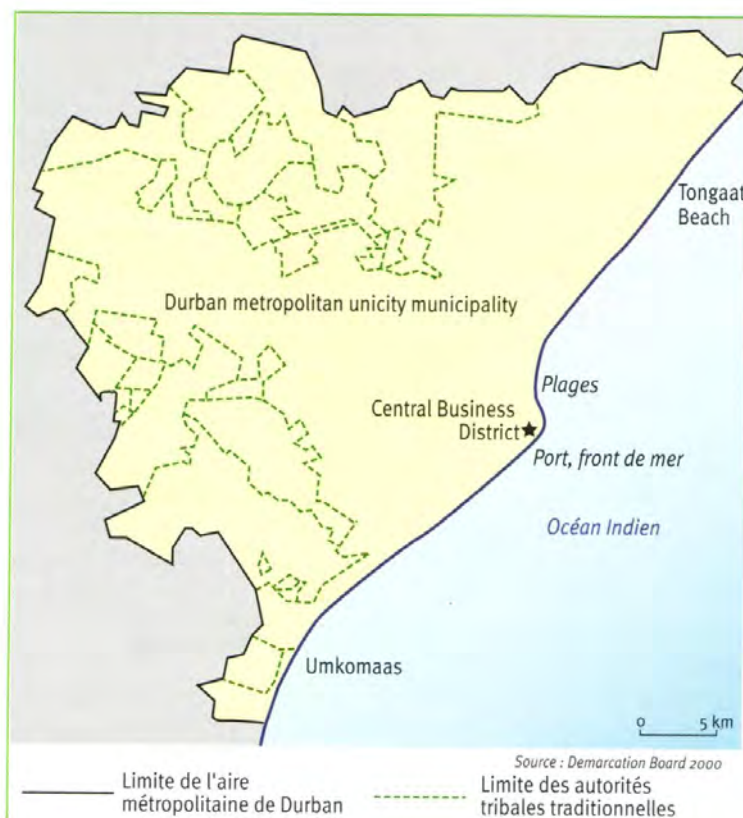 Tongaat
Beach
Durban metropolitan unicity municipality
Plages
Central Business
District
Port, front de mer
Océan Indien
Umkomaas
0 5 km
Source : Demarcation Board 2000
Limite de l'aire
métropolitaine de Durban
Limite des autorités
tribales traditionnelles